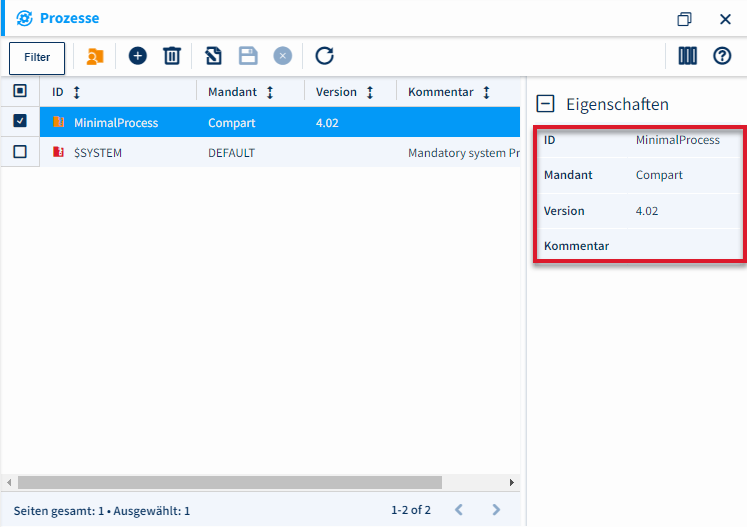 Prozesse
Filter
ID Mandant Version Kommentar
MinimalProcess Compart 4.02
$SYSTEM DEFAULT Mandatory system Pr
Eigenschaften
ID MinimalProcess
Mandant Compart
Version 4.02
Kommentar
Seiten gesamt: 1 • Ausgewählt: 1 1-2 of 2